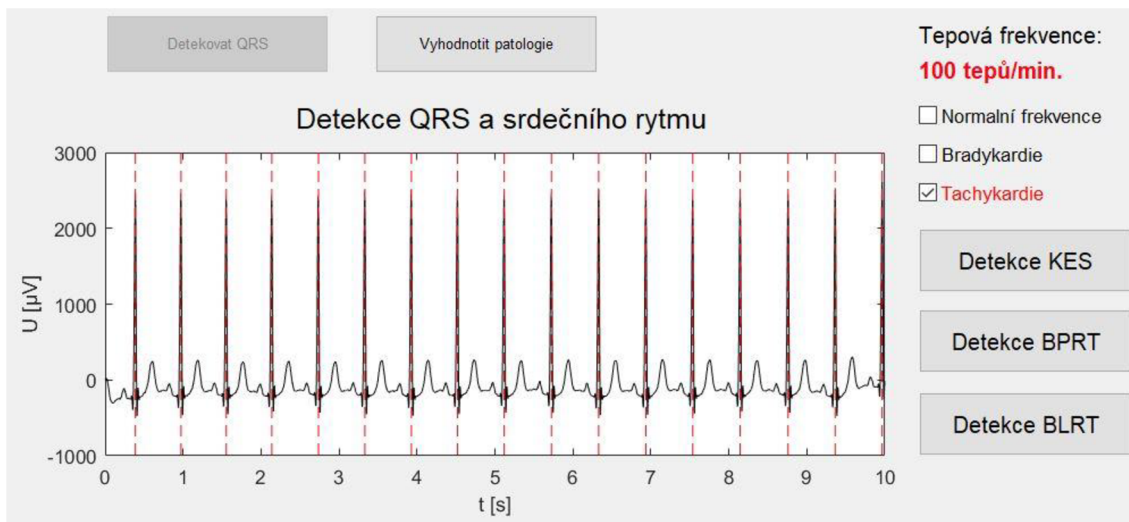 Detekovat QRS
Vyhodnotit patologie
Tepová frekvence:
100 tepů/min.
Normalní frekvence
Bradykardie
Tachykardie
Detekce KES
Detekce BPRT
Detekce BLRT
Detekce QRS a srdečního rytmu
3000
2000
1000
0
-1000
U [µV]
0 1 2 3 4 5 6 7 8 9 10
t [s]